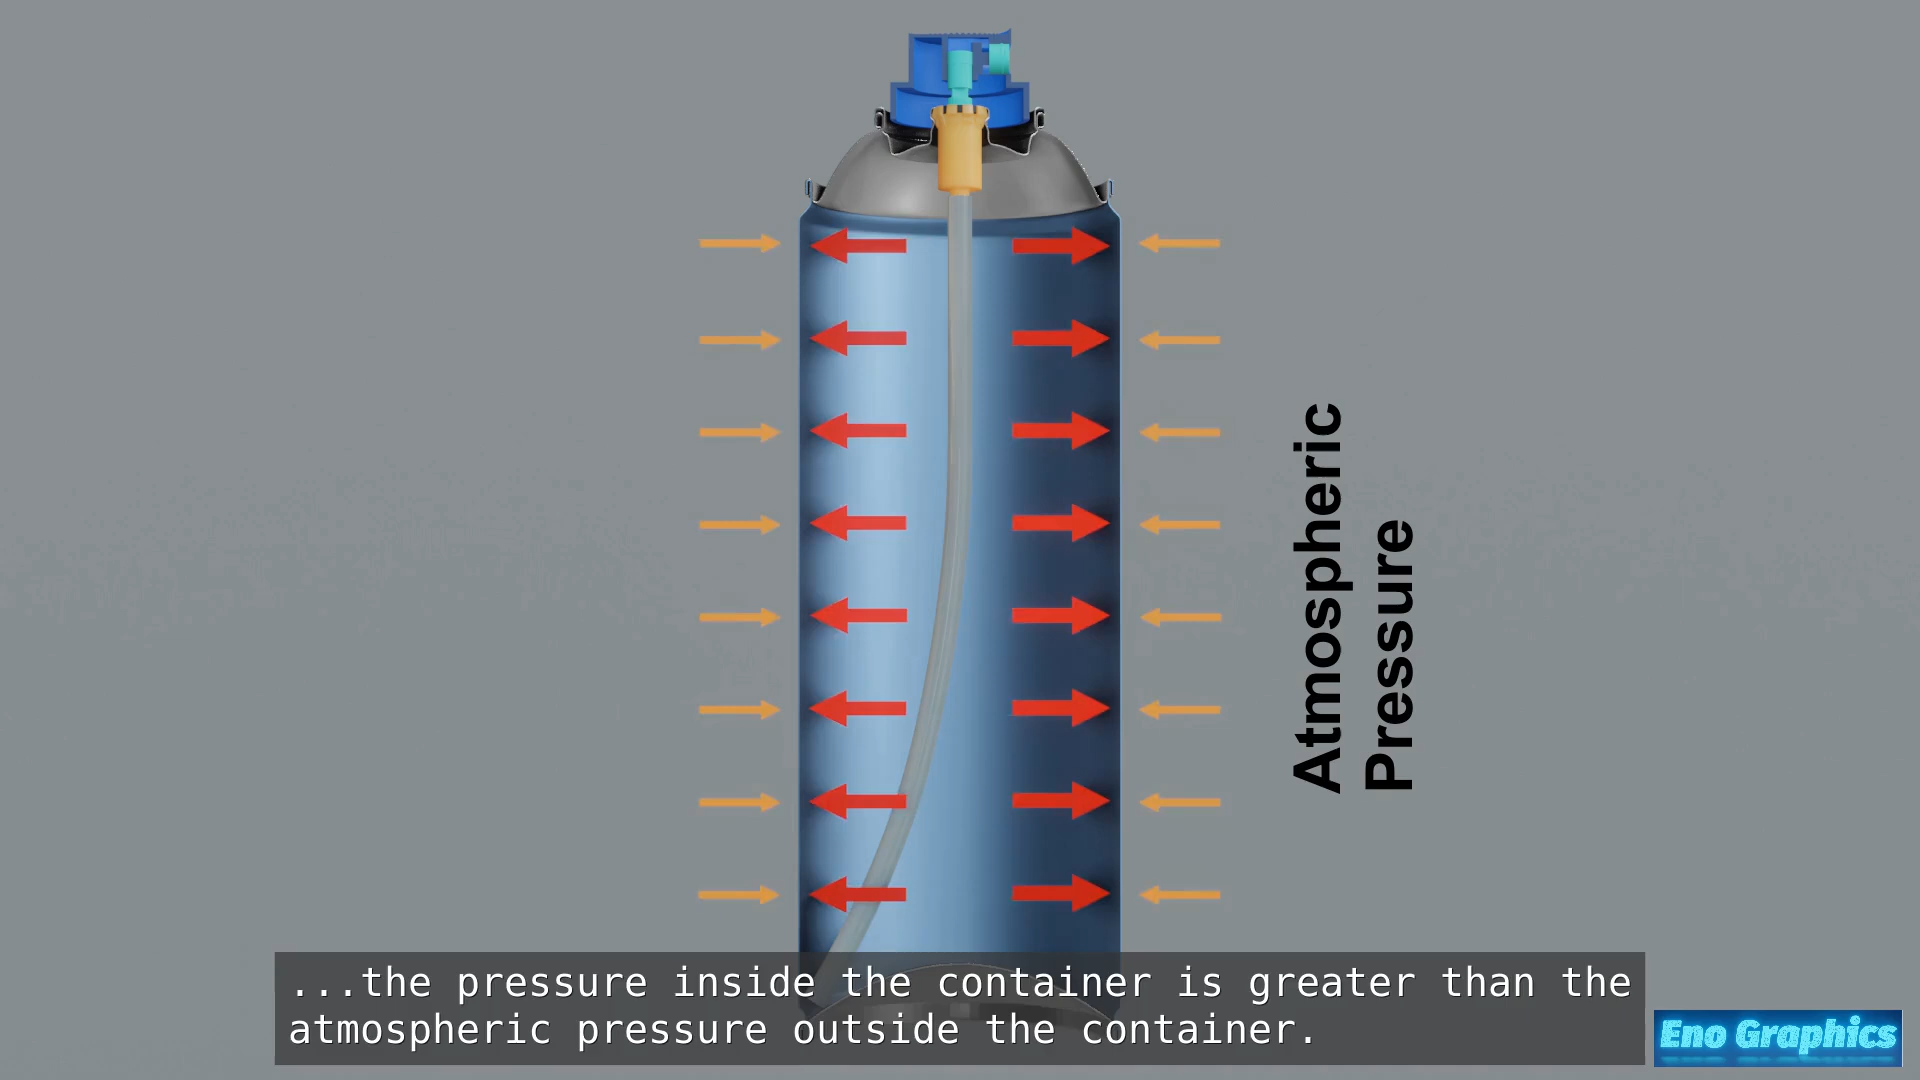 Atmospheric
Pressure
...the pressure inside the container is greater than the
atmospheric pressure outside the container.
Eno Graphics